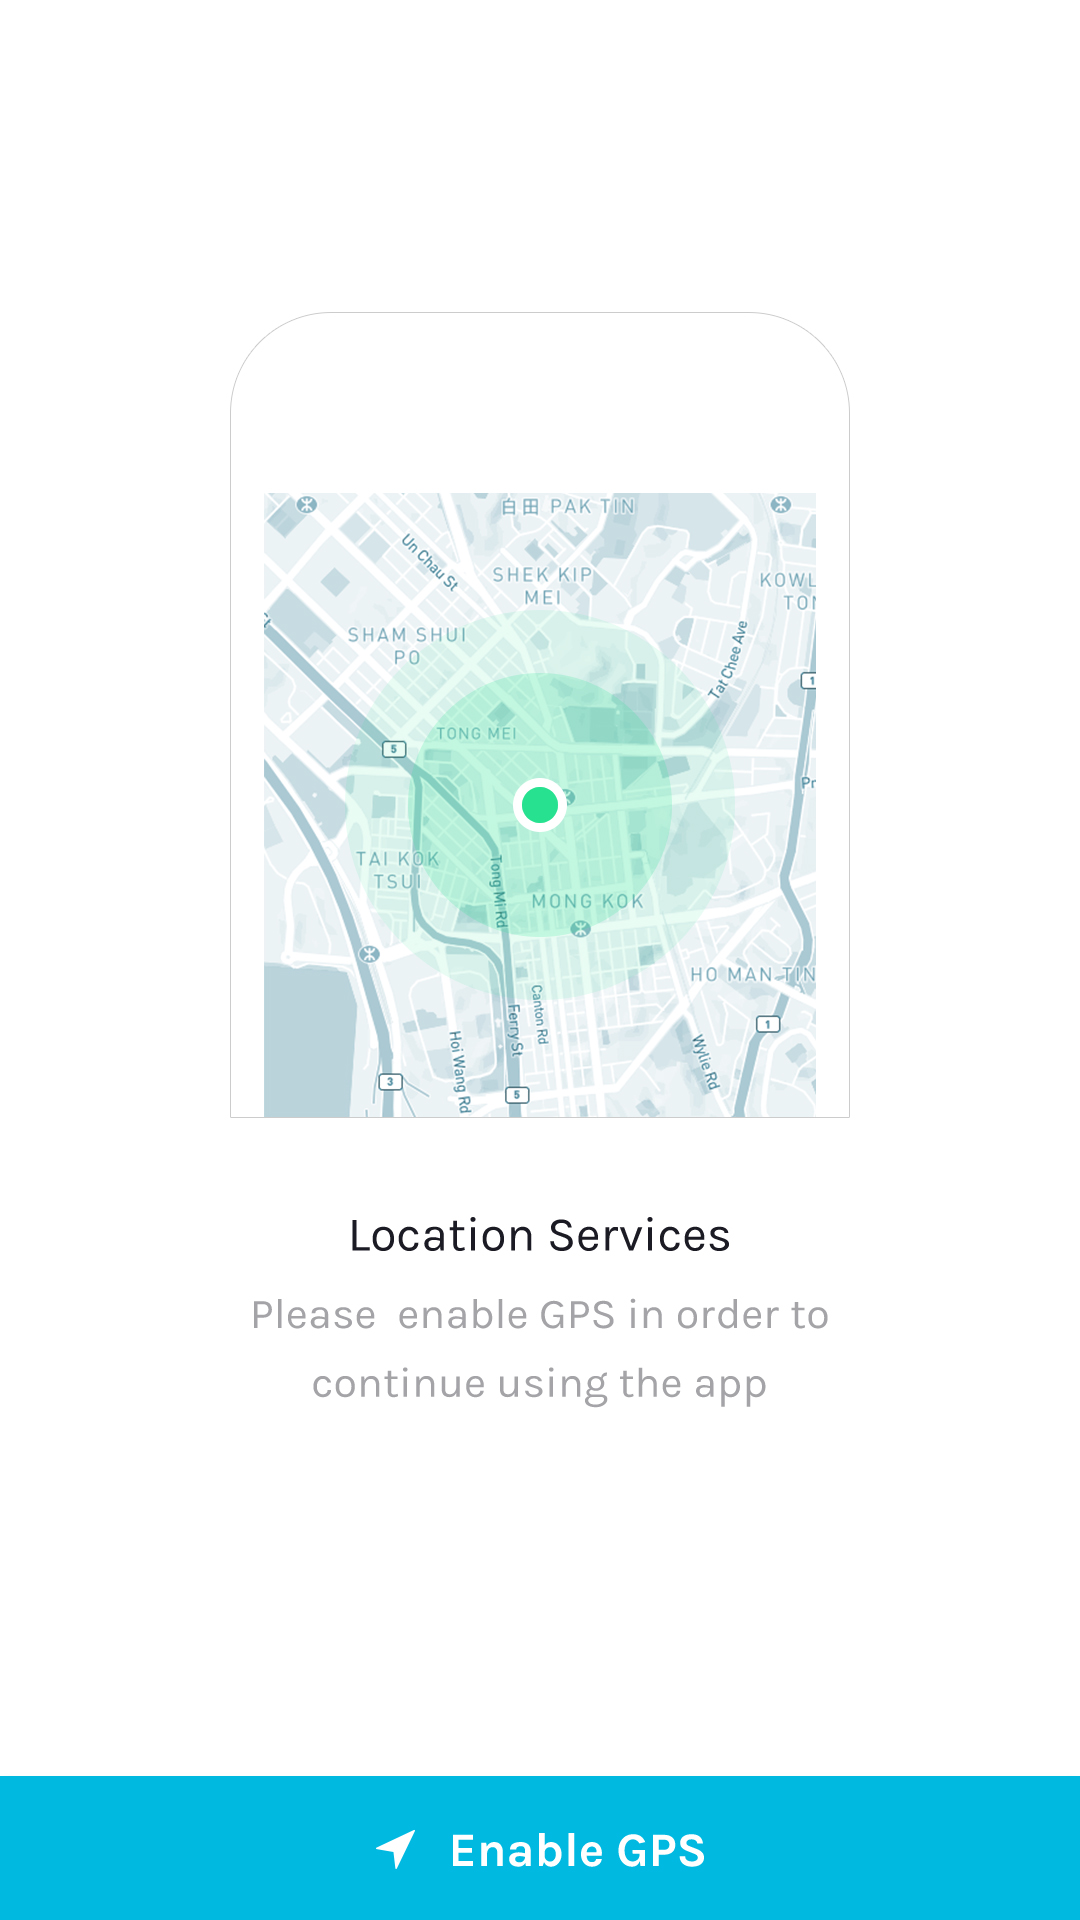 白田 PAK TIN
Un Chau St
SHEK KIP
MEI
KOWL
TON
SHAM SHUI
PO
Tat Chee Ave
1
TONG MEI
5
Pr
TAI KOK
TSUI
Tong Mi Rd
MONG KOK
HO MAN TIN
Canton Rd
Ferry St
1
Hoi Wang Rd
Wylie Rd
3
5
Location Services
Please  enable GPS in order to
continue using the app
Enable GPS